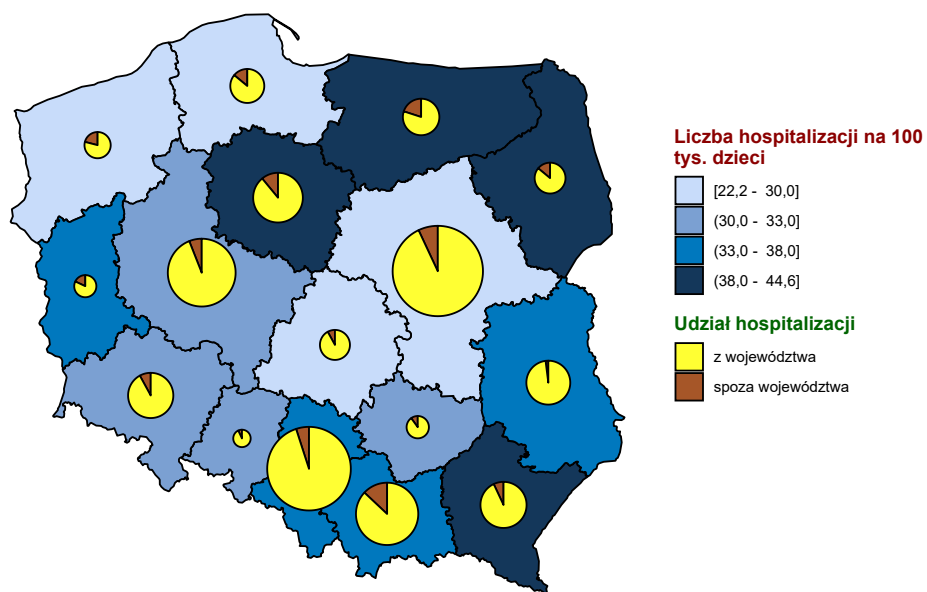 Liczba hospitalizacji na 100
tys. dzieci
[22,2 - 30,0]
(30,0 - 33,0]
(33,0 - 38,0]
(38,0 - 44,6]
Udział hospitalizacji
z województwa
spoza województwa